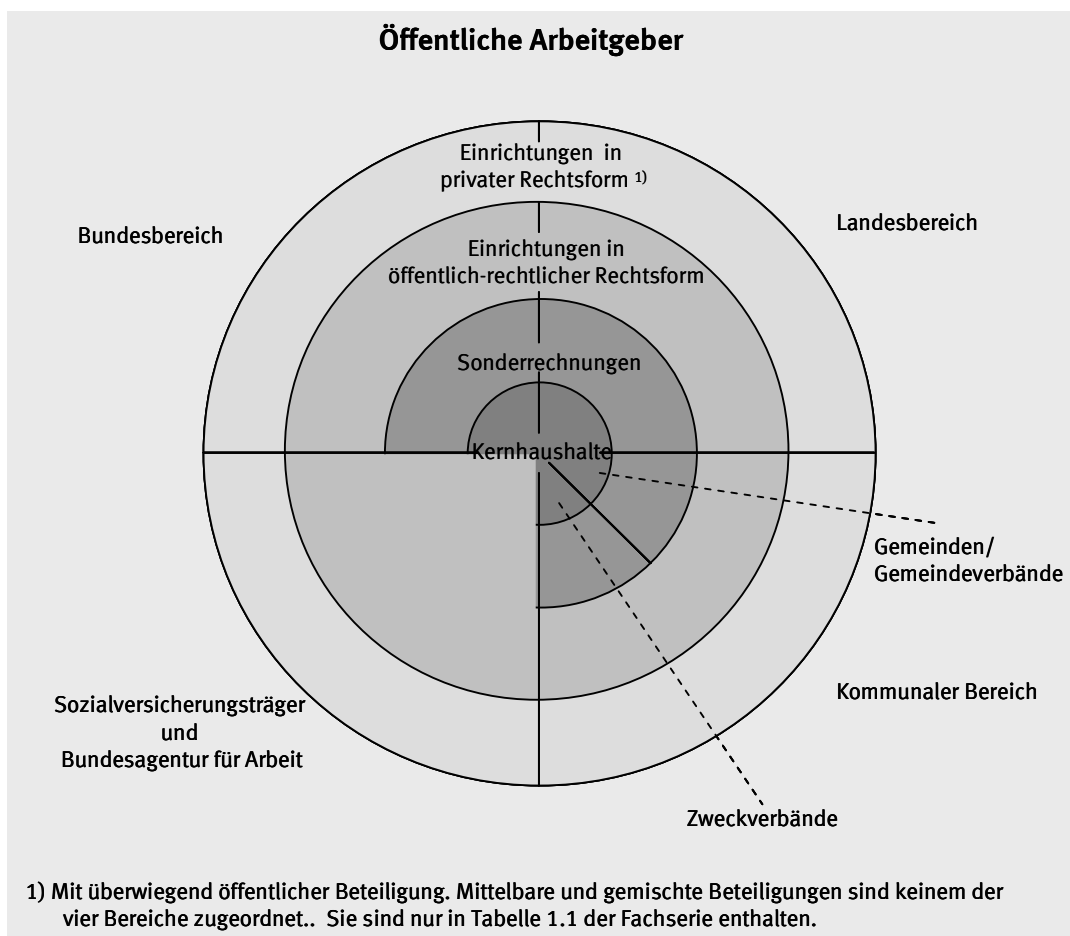 Öffentliche Arbeitgeber
Einrichtungen in
privater Rechtsform 1)
Bundesbereich
Landesbereich
Einrichtungen in
öffentlich-rechtlicher Rechtsform
Sonderrechnungen
Kernhaushalte
Gemeinden/
Gemeindeverbände
Sozialversicherungsträger
und
Bundesagentur für Arbeit
Kommunaler Bereich
Zweckverbände
1) Mit überwiegend öffentlicher Beteiligung. Mittelbare und gemischte Beteiligungen sind keinem der
vier Bereiche zugeordnet.. Sie sind nur in Tabelle 1.1 der Fachserie enthalten.